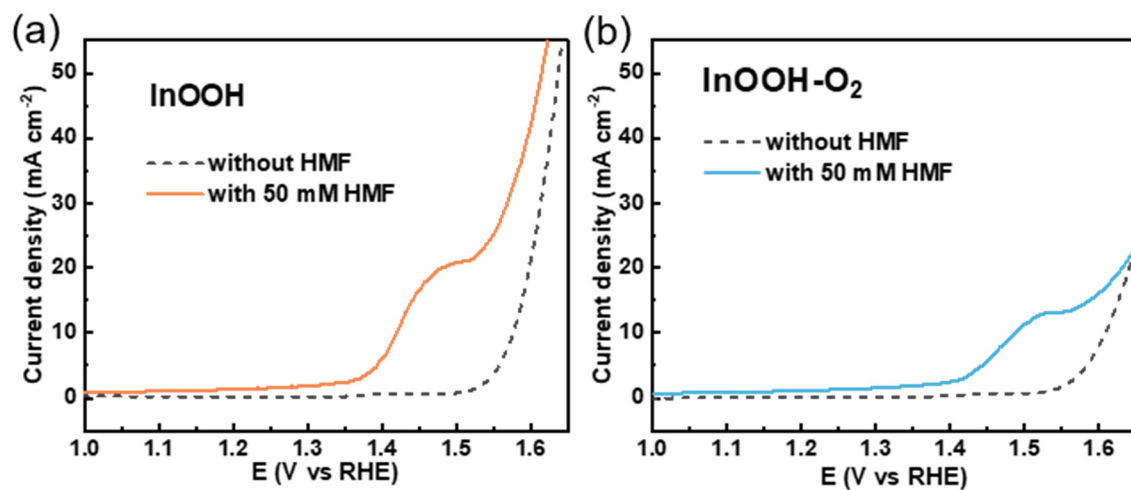 (a)
InOOH
without HMF
with 50 mM HMF
Current density (mA cm⁻²)
50
40
30
20
10
0
1.0 1.1 1.2 1.3 1.4 1.5 1.6
E (V vs RHE)
(b)
InOOH-O₂
without HMF
with 50 mM HMF
Current density (mA cm⁻²)
50
40
30
20
10
0
1.0 1.1 1.2 1.3 1.4 1.5 1.6
E (V vs RHE)